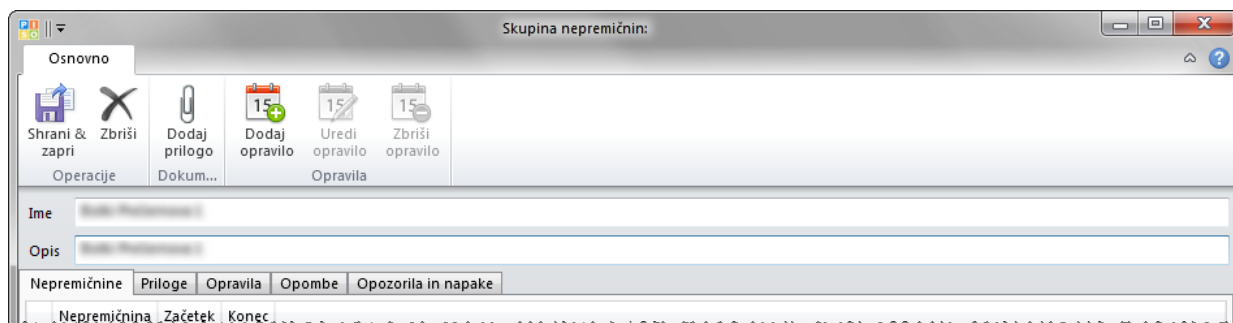 Skupina nepremičnin:
Osnovno
Shrani & zapri
Zbriši
Dodaj prilogo
Dodaj opravilo
Uredi opravilo
Zbriši opravilo
Operacije
Dokum...
Opravila
Ime
Opis
Nepremičnine Priloge Opravila Opombe Opozorila in napake
Nepremičnina Začetek Konec